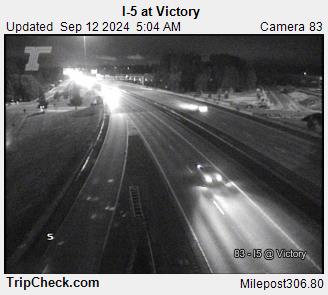 I-5 at Victory
Updated Sep 12 2024 5:04 AM Camera 83
T
S
83 - I5 @ Victory
TripCheck.com Milepost306.80